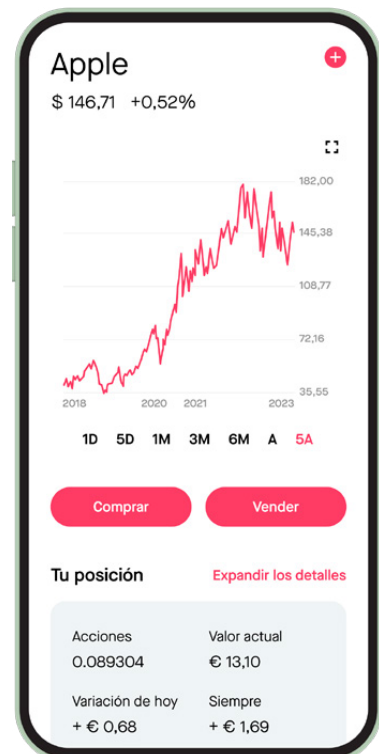 Apple
$ 146,71 +0,52%
182,00
145,38
108,77
72,16
35,55
2018 2020 2021 2023
1D 5D 1M 3M 6M A 5A
Comprar Vender
Tu posición Expandir los detalles
Acciones Valor actual
0.089304 € 13,10
Variación de hoy Siempre
+ € 0,68 + € 1,69